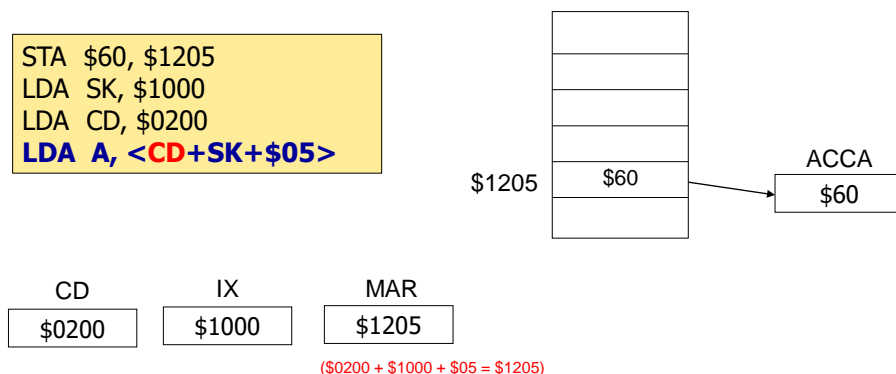 STA $60, $1205
LDA SK, $1000
LDA CD, $0200
LDA A, <CD+SK+$05>
$1205
$60
ACCA
$60
CD
IX
MAR
$0200
$1000
$1205
($0200 + $1000 + $05 = $1205)